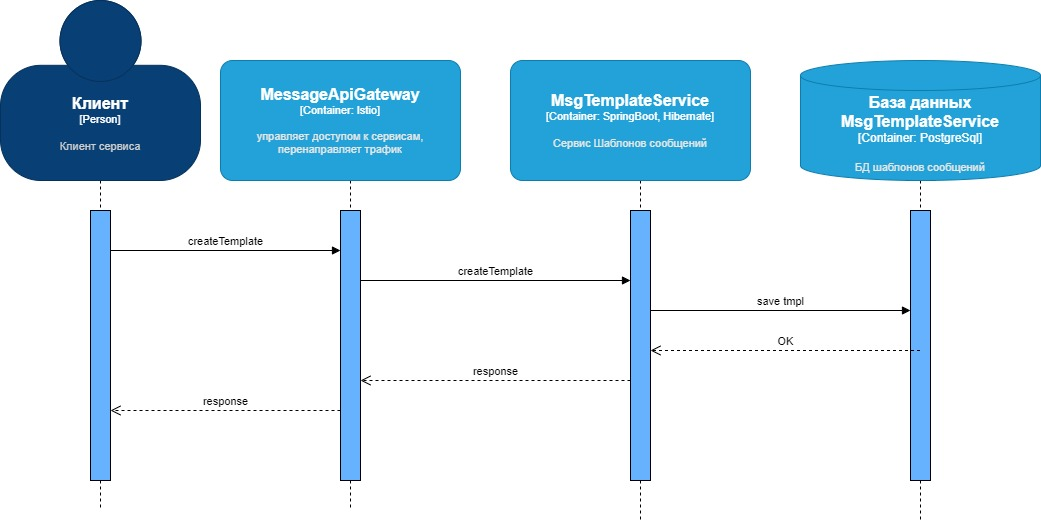 Клиент
[Person]
Клиент сервиса
MessageApiGateway
[Container: Istio]
управляет доступом к сервисам,
перенаправляет трафик
MsgTemplateService
[Container: SpringBoot, Hibemate]
Сервис Шаблонов сообщений
База данных
MsgTemplateService
[Container: PostgreSql]
БД шаблонов сообщений
createTemplate
createTemplate
save tmpl
OK
response
response